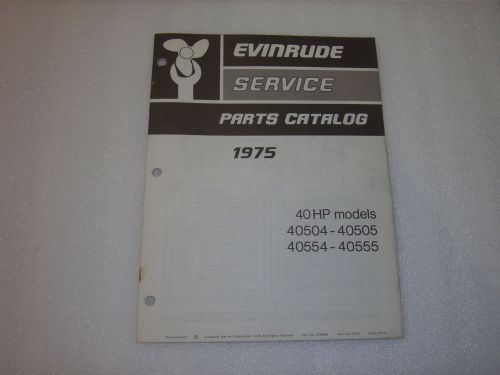 EVINRUDE
SERVICE
PARTS CATALOG
1975
40 HP models
40504-40505
40554-40555